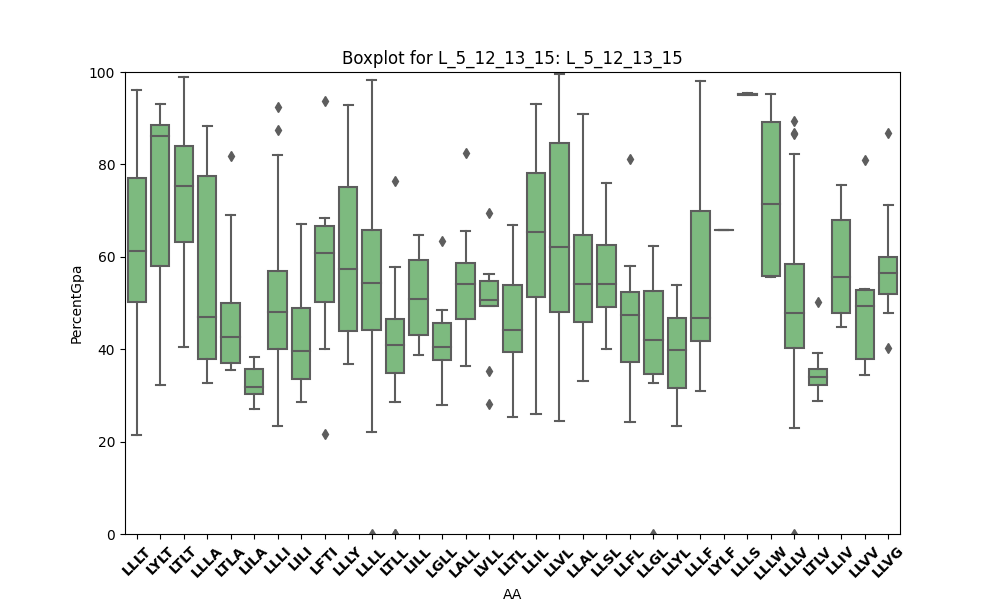 Boxplot for L_5_12_13_15: L_5_12_13_15
100
80
60
40
20
0
PercentGpa
LLLT LYLT LTLT LLLA LTLA LILA LLLI LILI LFTI LLLY LLLL LTLL LILL LGLL LALL LVLL LLTL LLIL LLVL LLAL LLSL LLFL LLGL LLYL LLLF LYLF LLLS LLLW LLLV LTLV LLIV LLVV LLVG
AA